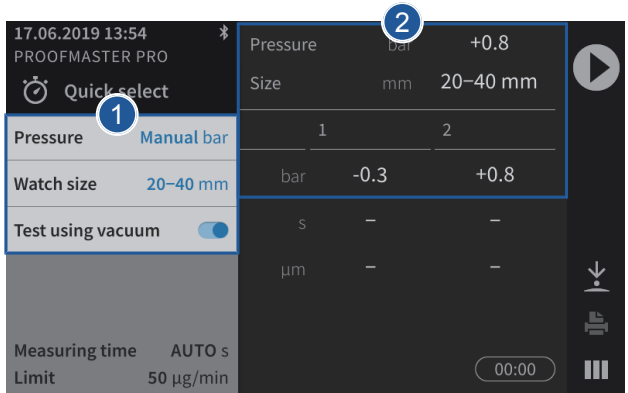 17.06.2019 13:54
PROOFMASTER PRO
Quick select
1
Pressure Manual bar
Watch size 20–40 mm
Test using vacuum
Measuring time AUTO s
Limit 50 µg/min
2
Pressure bar +0.8
Size mm 20–40 mm
1 2
bar -0.3 +0.8
s – –
µm – –
00:00